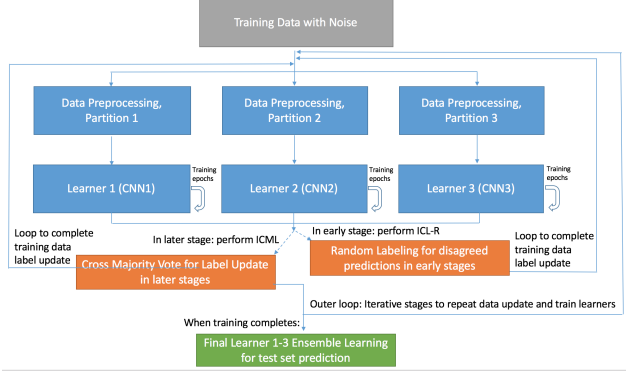 Training Data with Noise
Data Preprocessing,
Partition 1
Data Preprocessing,
Partition 2
Data Preprocessing,
Partition 3
Learner 1 (CNN1)
Training
epochs
Learner 2 (CNN2)
Training
epochs
Learner 3 (CNN3)
Training
epochs
Loop to complete
training data
label update
In later stage: perform ICML
In early stage: perform ICL-R
Loop to complete
training data
label update
Cross Majority Vote for Label Update
in later stages
Random Labeling for disagreed
predictions in early stages
Outer loop: Iterative stages to repeat data update and train learners
When training completes:
Final Learner 1-3 Ensemble Learning
for test set prediction